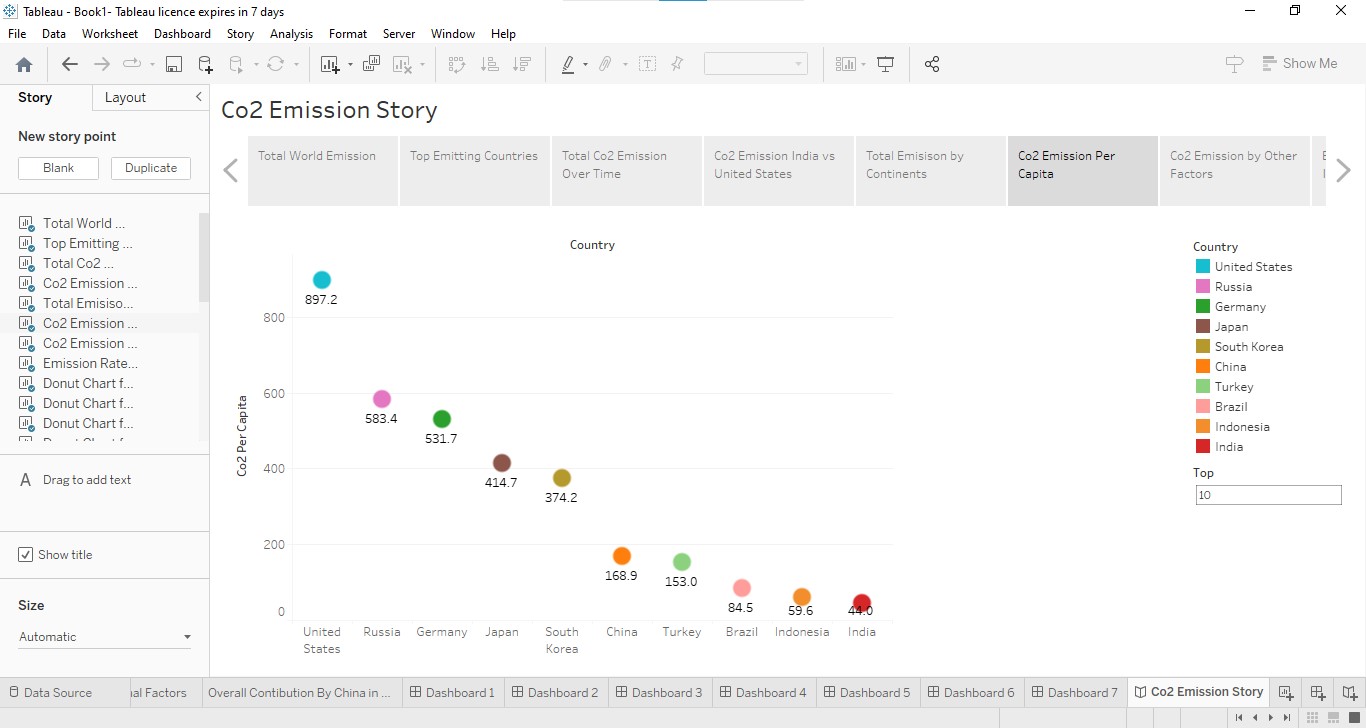 Tableau - Book1- Tableau licence expires in 7 days
File Data Worksheet Dashboard Story Analysis Format Server Window Help
Show Me
Story Layout
New story point
Blank Duplicate
Total World ...
Top Emitting ...
Total Co2 ...
Co2 Emission ...
Total Emisiso...
Co2 Emission ...
Co2 Emission ...
Emission Rate...
Donut Chart f...
Donut Chart f...
Donut Chart f...
A Drag to add text
Show title
Size
Automatic
Co2 Emission Story
Total World Emission
Top Emitting Countries
Total Co2 Emission
Over Time
Co2 Emission India vs
United States
Total Emisison by
Continents
Co2 Emission Per
Capita
Co2 Emission by Other
Factors
Country
Co2 Per Capita
800
600
400
200
0
897.2
583.4
531.7
414.7
374.2
168.9
153.0
84.5
59.6
44.0
United
States
Russia
Germany
Japan
South
Korea
China
Turkey
Brazil
Indonesia
India
Country
United States
Russia
Germany
Japan
South Korea
China
Turkey
Brazil
Indonesia
India
Top
10
Data Source al Factors Overall Contibution By China in ... Dashboard 1 Dashboard 2 Dashboard 3 Dashboard 4 Dashboard 5 Dashboard 6 Dashboard 7 Co2 Emission Story